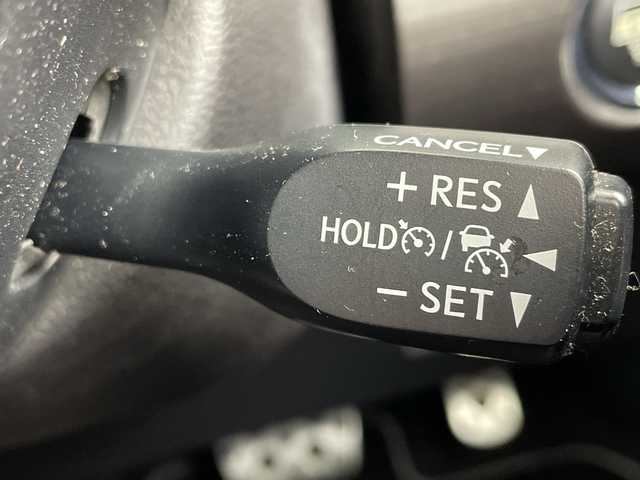 CANCEL
+ RES
HOLD /
− SET